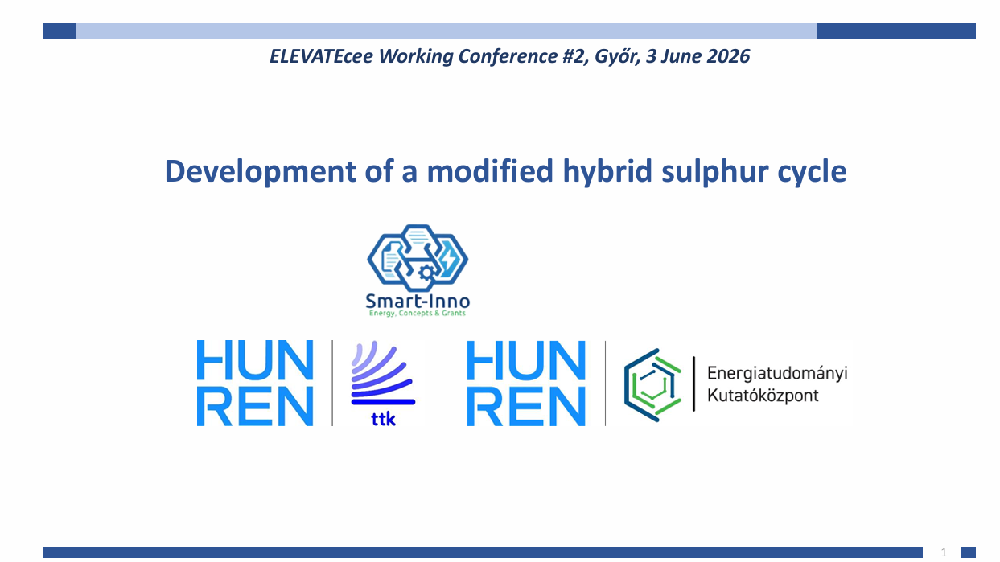 ELEVATEcee Working Conference #2, Győr, 3 June 2026
Development of a modified hybrid sulphur cycle
Smart-Inno
Energy, Concepts & Grants
HUN
REN
ttk
HUN
REN
Energiatudományi
Kutatóközpont
1